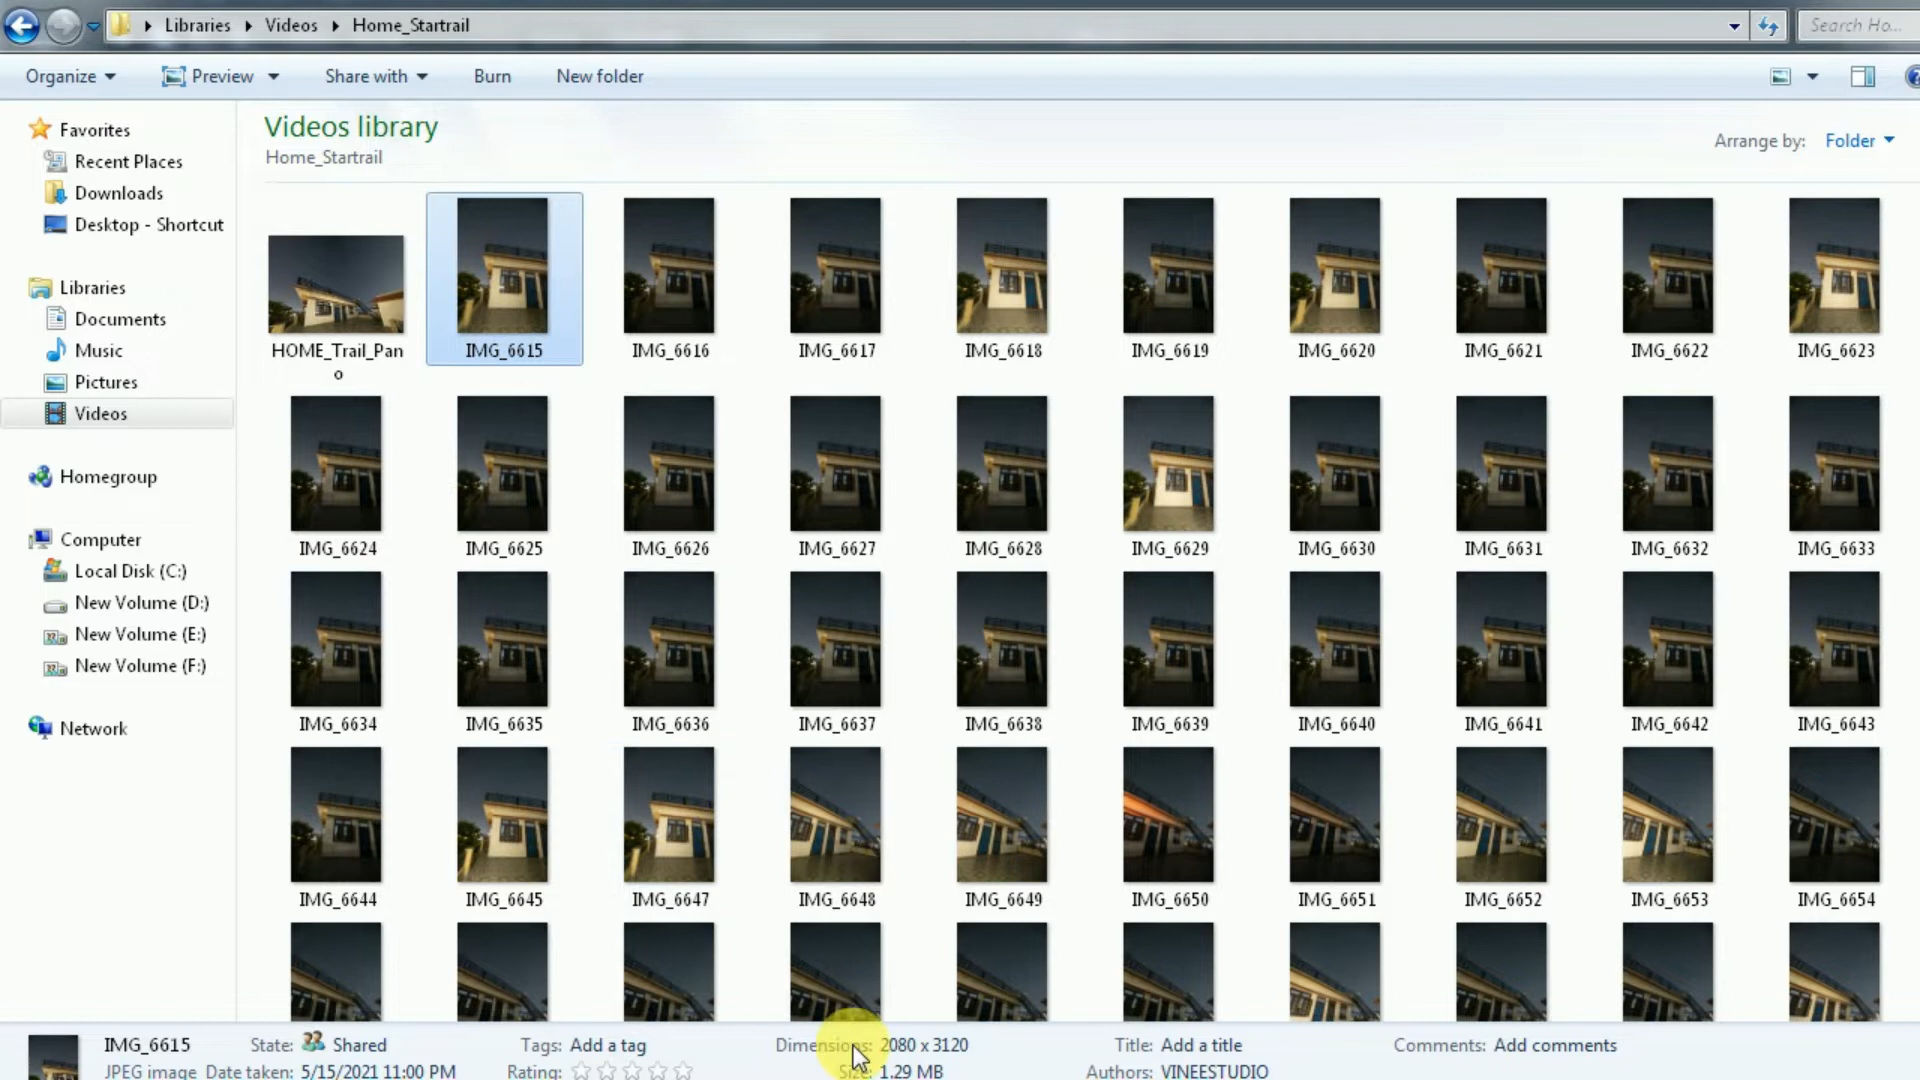 Libraries Videos Home_Startrail
Search Ho...
Organize Preview Share with Burn New folder
Favorites
Recent Places
Downloads
Desktop - Shortcut
Libraries
Documents
Music
Pictures
Videos
Homegroup
Computer
Local Disk (C:)
New Volume (D:)
New Volume (E:)
New Volume (F:)
Network
Videos library
Home_Startrail
Arrange by: Folder
HOME_Trail_Pan
o
IMG_6615 IMG_6616 IMG_6617 IMG_6618 IMG_6619 IMG_6620 IMG_6621 IMG_6622 IMG_6623
IMG_6624 IMG_6625 IMG_6626 IMG_6627 IMG_6628 IMG_6629 IMG_6630 IMG_6631 IMG_6632 IMG_6633
IMG_6634 IMG_6635 IMG_6636 IMG_6637 IMG_6638 IMG_6639 IMG_6640 IMG_6641 IMG_6642 IMG_6643
IMG_6644 IMG_6645 IMG_6647 IMG_6648 IMG_6649 IMG_6650 IMG_6651 IMG_6652 IMG_6653 IMG_6654
IMG_6615 State: Shared Tags: Add a tag Dimensions: 2080 x 3120 Title: Add a title Comments: Add comments
JPEG image Date taken: 5/15/2021 11:00 PM Rating: Size: 1.29 MB Authors: VINEESTUDIO